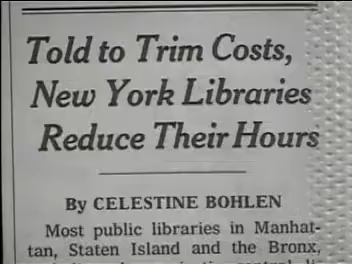 Told to Trim Costs,
New York Libraries
Reduce Their Hours
By CELESTINE BOHLEN
Most public libraries in Manhat-
tan, Staten Island and the Bronx,